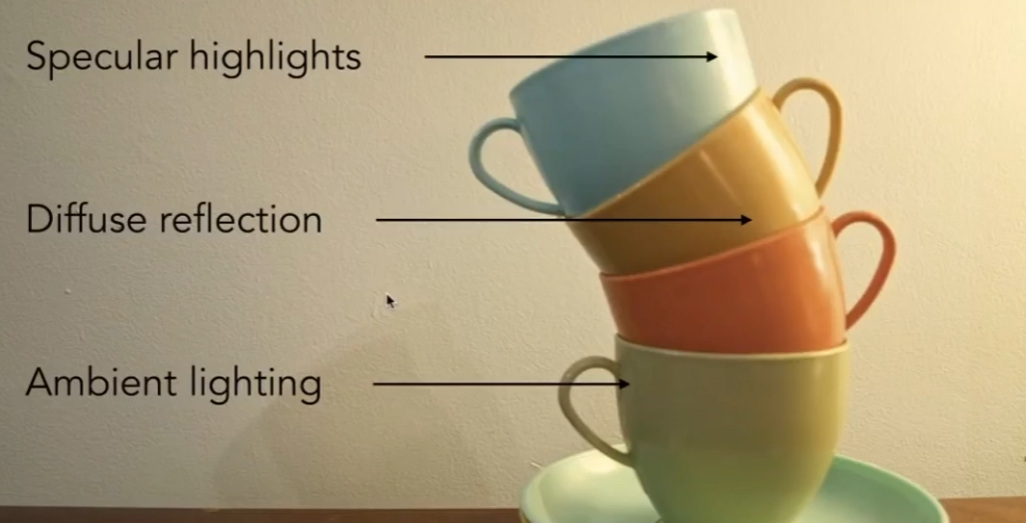 Specular highlights
Diffuse reflection
Ambient lighting